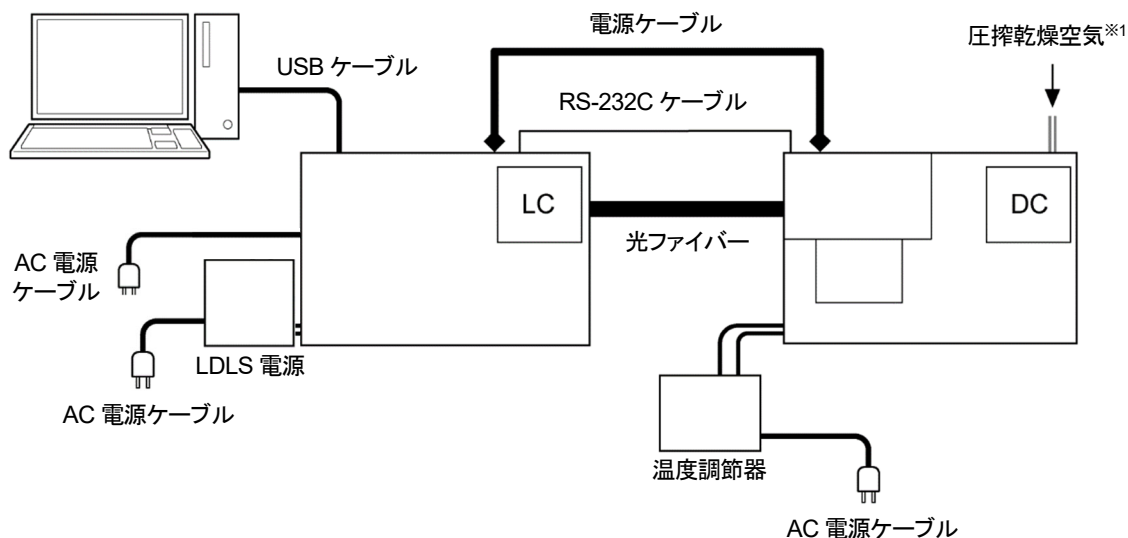 電源ケーブル
圧搾乾燥空気※1
USB ケーブル
RS-232C ケーブル
LC
DC
光ファイバー
AC 電源
ケーブル
LDLS 電源
AC 電源ケーブル
温度調節器
AC 電源ケーブル